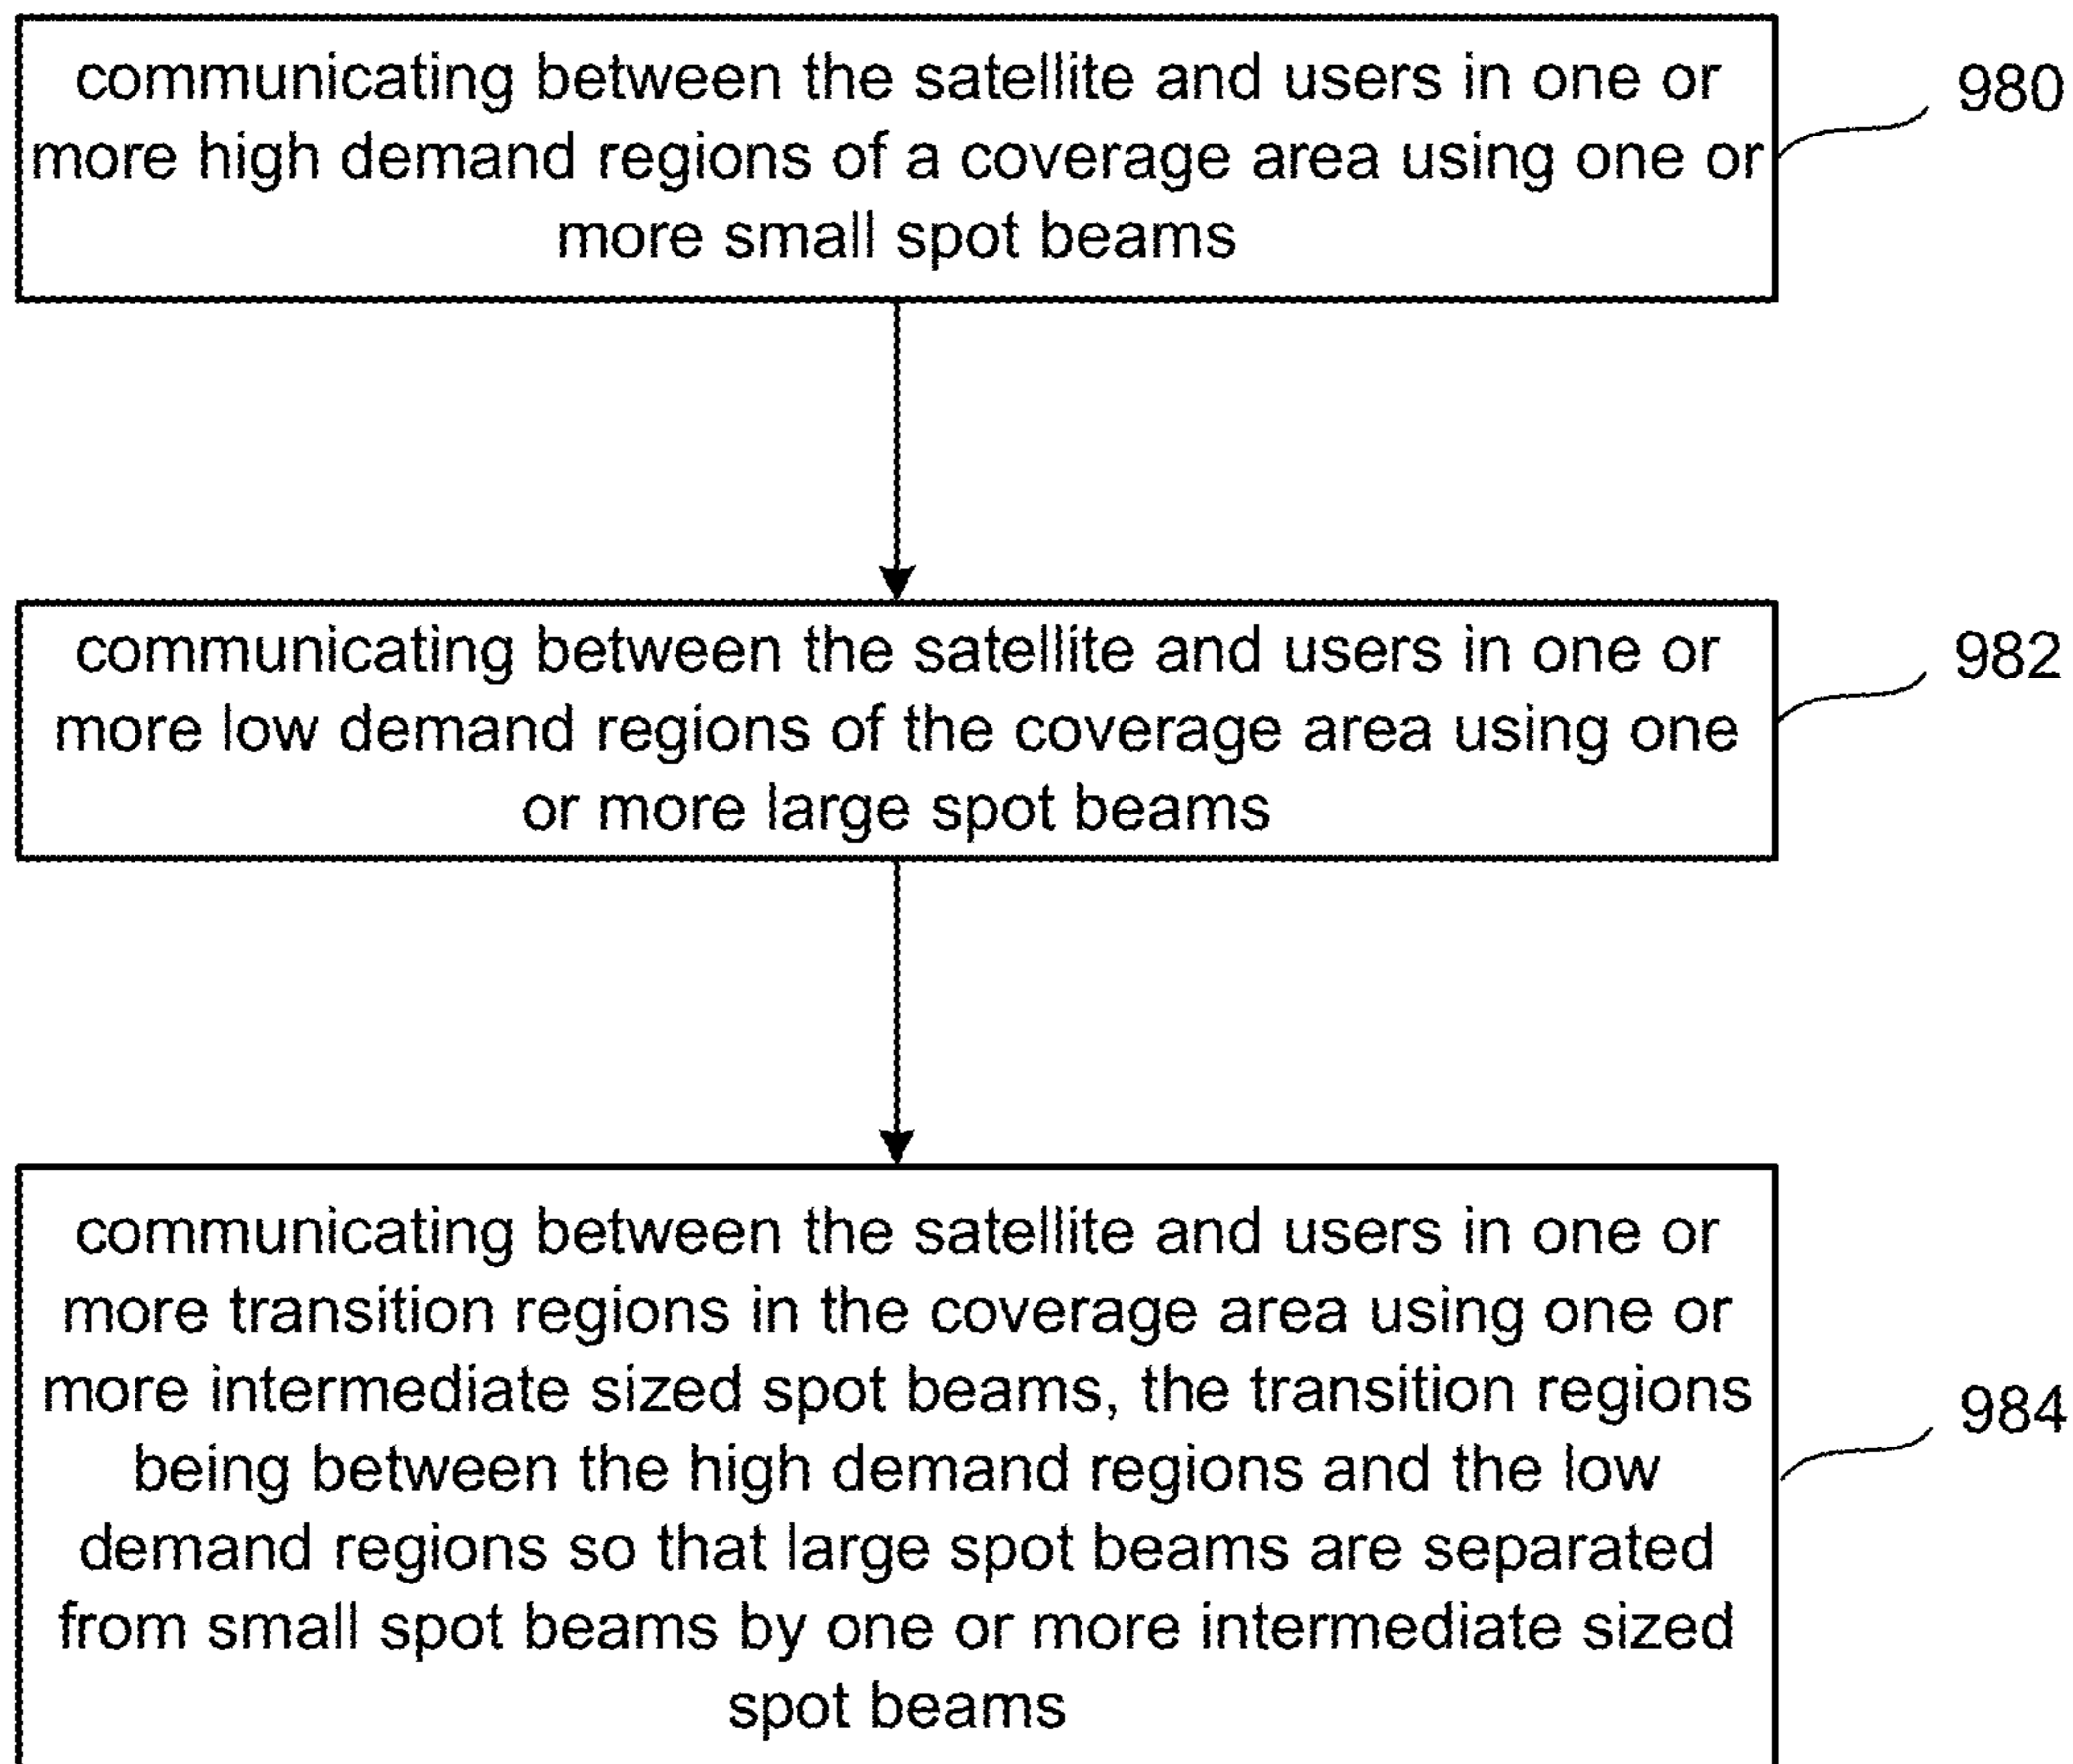 communicating between the satellite and users in one or
more high demand regions of a coverage area using one or
more small spot beams
980
communicating between the satellite and users in one or
more low demand regions of the coverage area using one
or more large spot beams
982
communicating between the satellite and users in one or
more transition regions in the coverage area using one or
more intermediate sized spot beams, the transition regions
being between the high demand regions and the low
demand regions so that large spot beams are separated
from small spot beams by one or more intermediate sized
spot beams
984